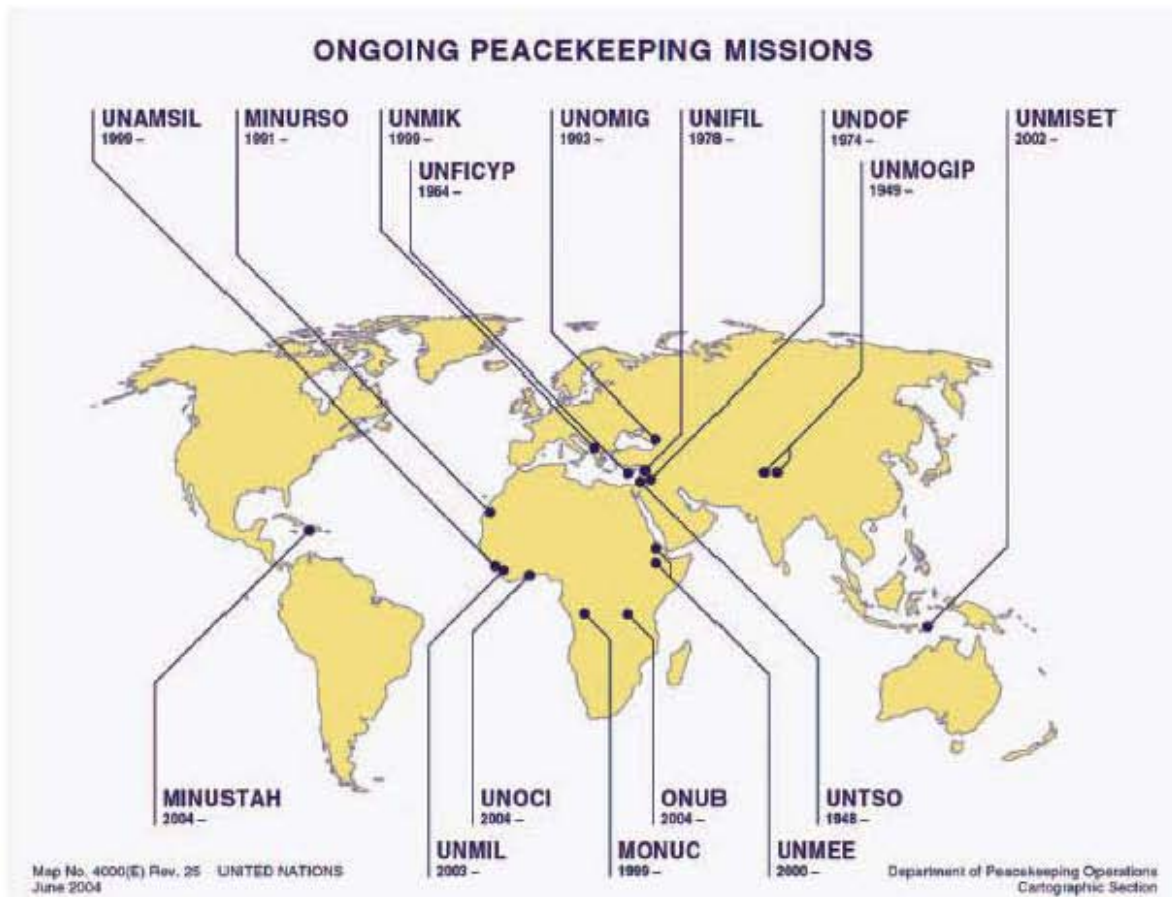 ONGOING PEACEKEEPING MISSIONS
UNAMSIL
1999 –
MINURSO
1991 –
UNMIK
1999 –
UNOMIG
1993 –
UNIFIL
1978 –
UNDOF
1974 –
UNMISET
2002 –
UNFICYP
1964 –
UNMOGIP
1949 –
MINUSTAH
2004 –
UNOCI
2004 –
ONUB
2004 –
UNTSO
1948 –
UNMIL
2003 –
MONUC
1999 –
UNMEE
2000 –
Map No. 4000(E) Rev. 25 UNITED NATIONS
June 2004
Department of Peacekeeping Operations
Cartographic Section